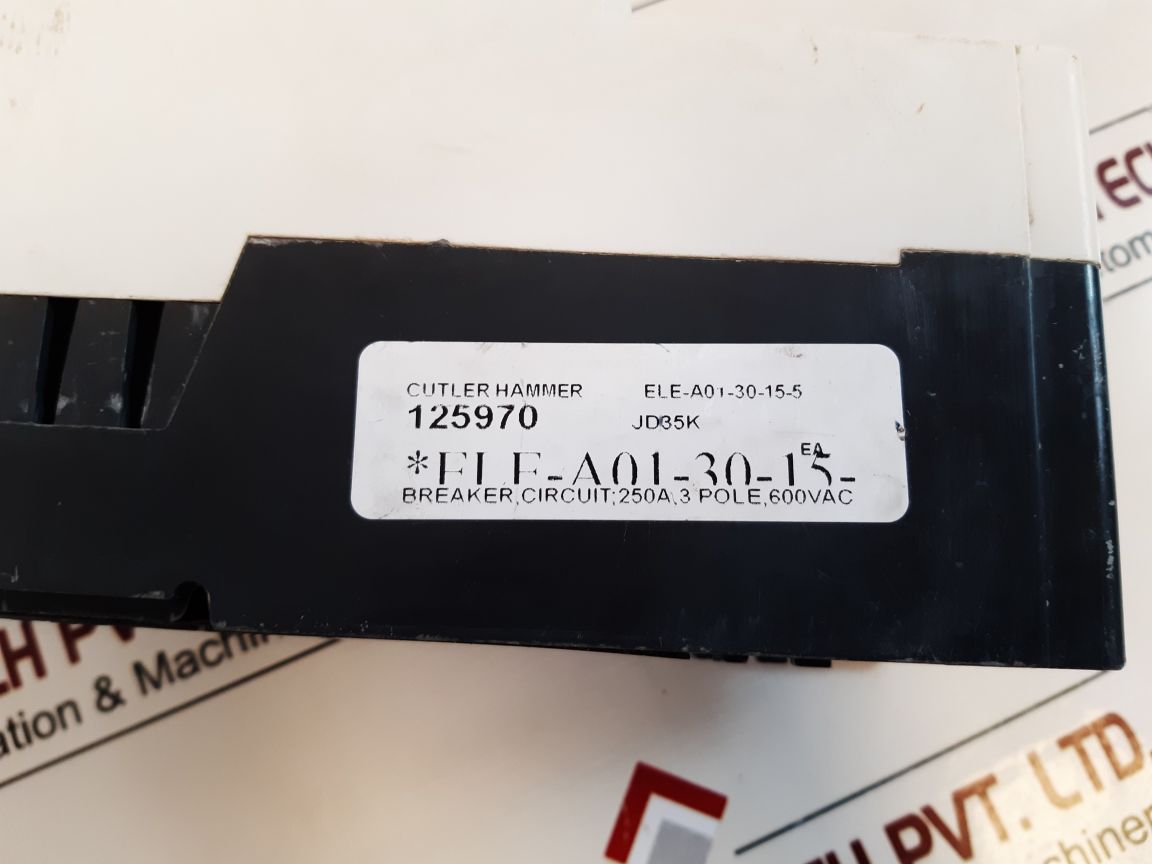 CUTLER HAMMER ELE-A01-30-15-5
125970 JD35K
EA
*ELE-A01-30-15-
BREAKER,CIRCUIT;250A,3 POLE,600VAC
ation & Machin
PVT. LTD.